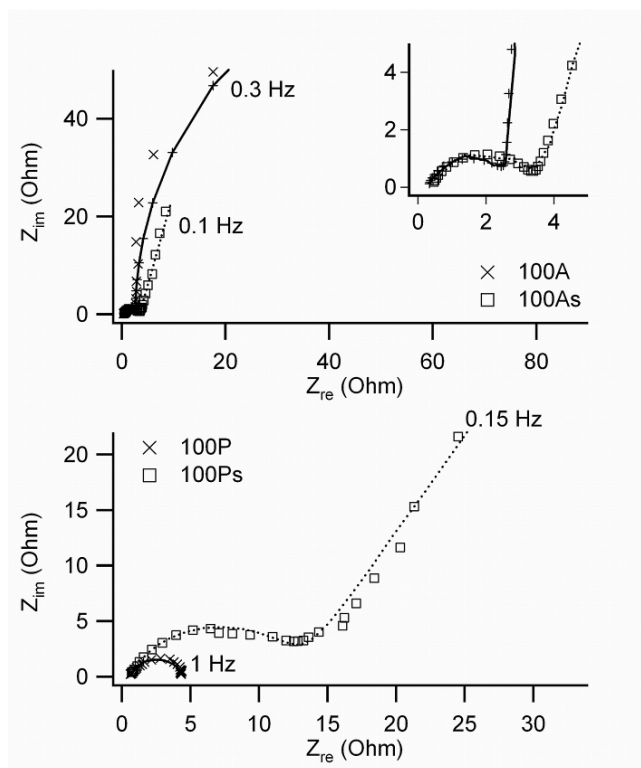 40
20
0
Z_im (Ohm)
0.3 Hz
0.1 Hz
4
2
0
0 2 4
× 100A
□ 100As
0 20 40 60 80
Z_re (Ohm)
20
15
10
5
0
Z_im (Ohm)
× 100P
□ 100Ps
0.15 Hz
1 Hz
0 5 10 15 20 25 30
Z_re (Ohm)